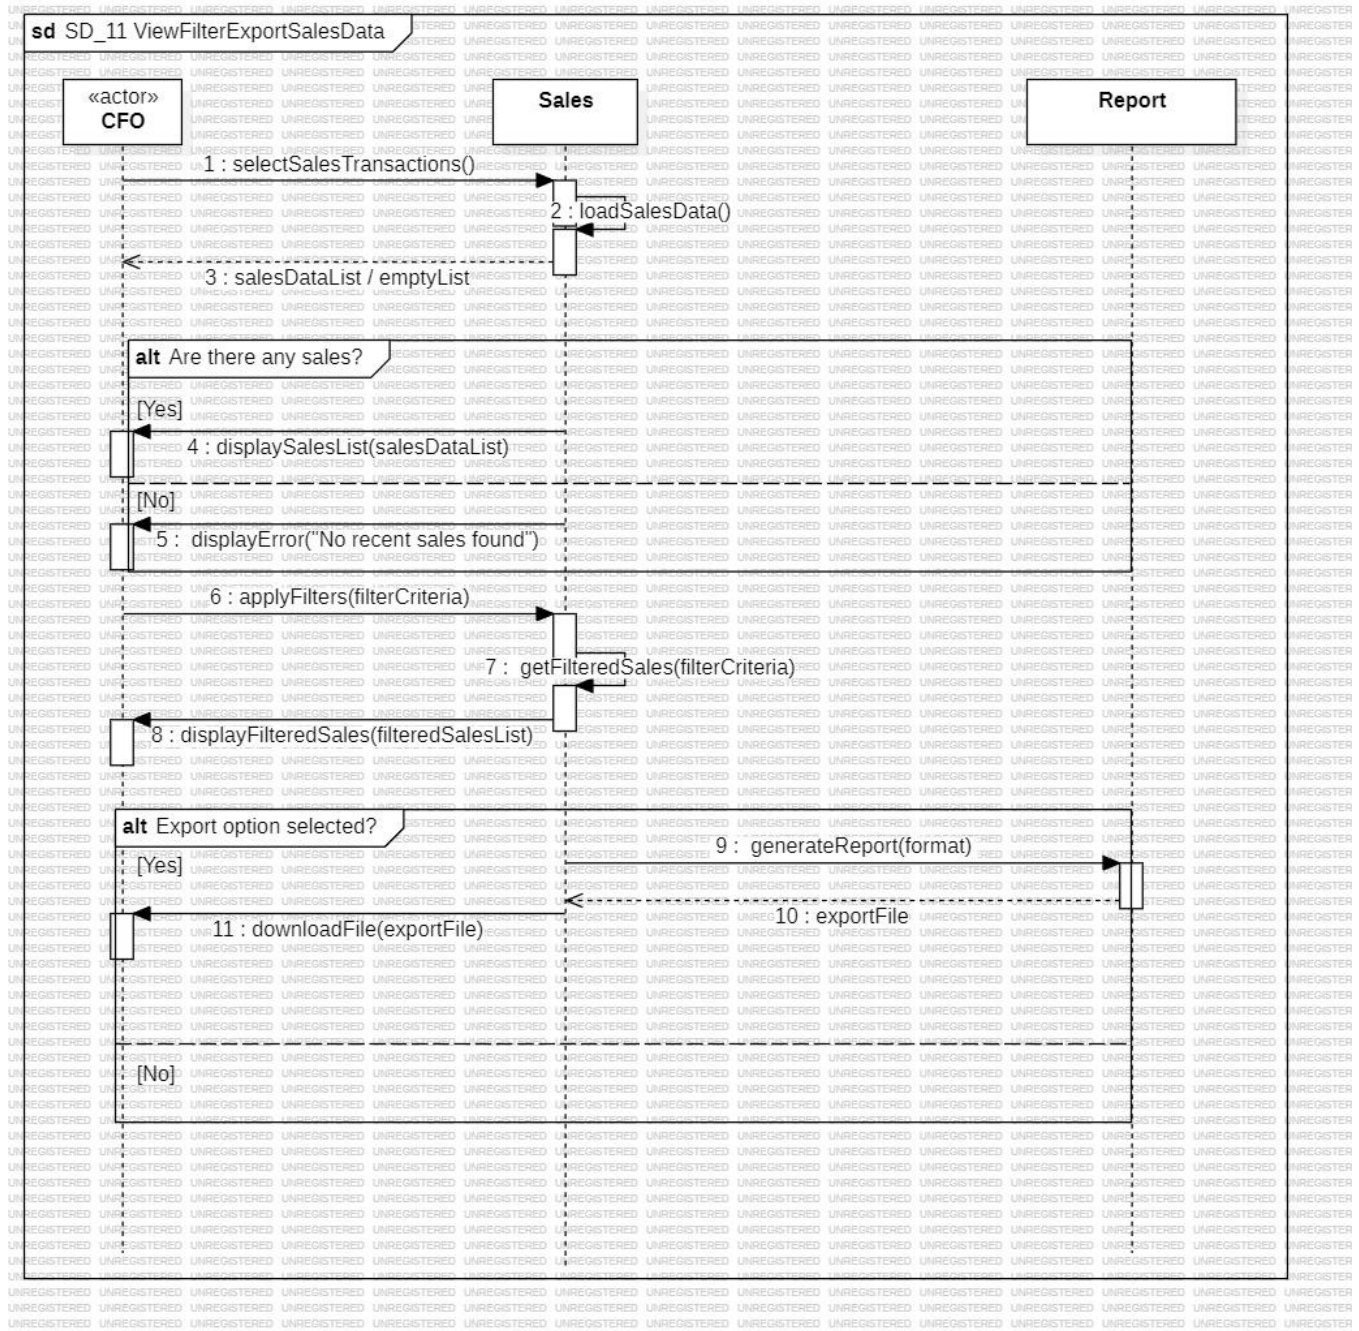 sd SD_11 ViewFilterExportSalesData
«actor»
CFO
Sales
Report
1 : selectSalesTransactions()
2 : loadSalesData()
3 : salesDataList / emptyList
alt Are there any sales?
[Yes]
4 : displaySalesList(salesDataList)
[No]
5 : displayError("No recent sales found")
6 : applyFilters(filterCriteria)
7 : getFilteredSales(filterCriteria)
8 : displayFilteredSales(filteredSalesList)
alt Export option selected?
[Yes]
9 : generateReport(format)
10 : exportFile
11 : downloadFile(exportFile)
[No]
UNREGISTERED